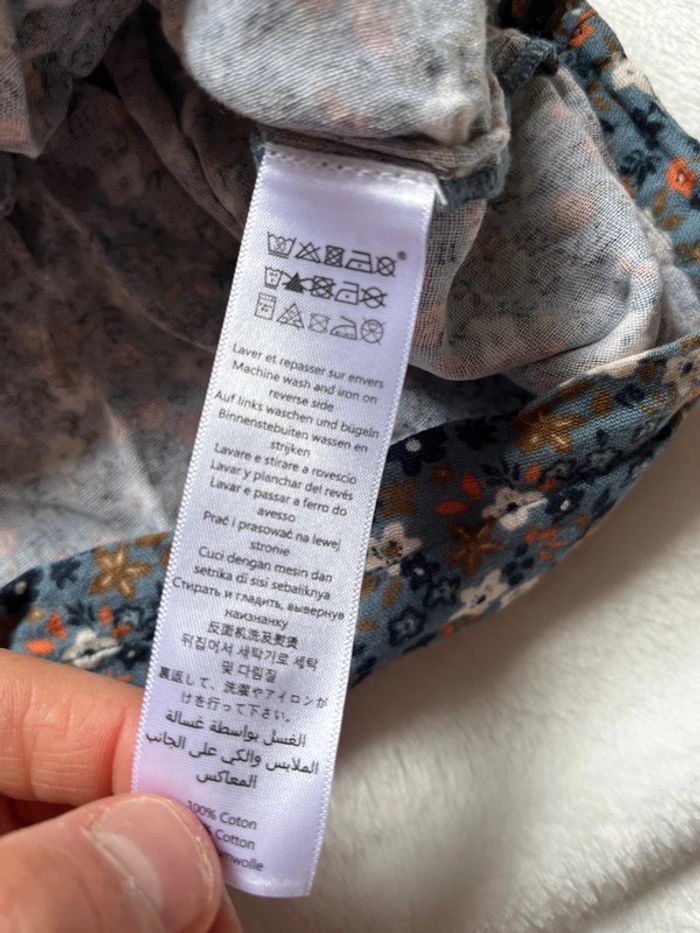 ®
Laver et repasser sur envers
Machine wash and iron on
reverse side
Auf links waschen und bügeln
Binnenstebuiten wassen en
strijken
Lavare e stirare a rovescio
Lavar y planchar del revés
Lavar e passar a ferro do
avesso
Prać i prasować na lewej
stronie
Cuci dengan mesin dan
setrika di sisi sebaliknya
Стирать и гладить, вывернув
наизнанку
反面机洗及熨烫
뒤집어서 세탁기로 세탁
및 다림질
裏返して、洗濯やアイロンが
けを行って下さい。
الغسل بواسطة غسالة
الملابس والكي على الجانب
المعاكس
100% Coton
Cotton